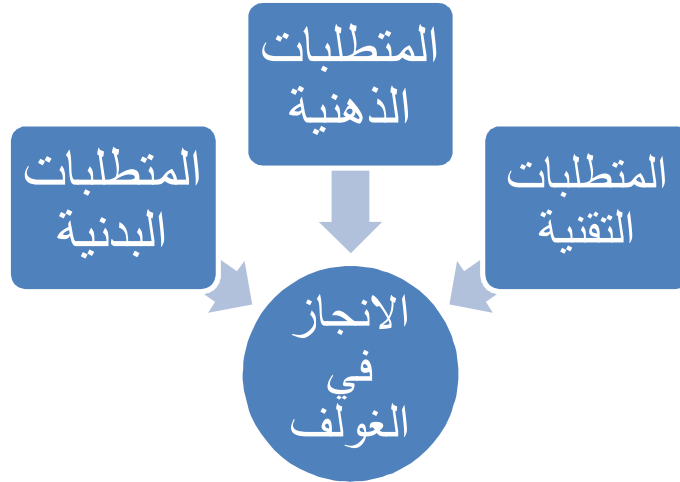 المتطلبات
الذهنية
المتطلبات
التقنية
المتطلبات
البدنية
الانجاز
في
الغولف